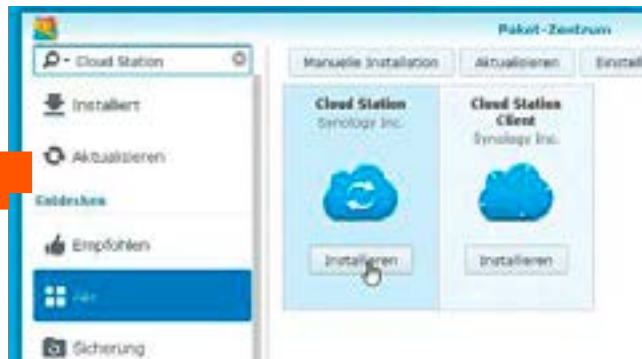 Paket-Zentrum
Cloud Station
Manuelle Installation
Aktualisieren
Installiert
Aktualisieren
Entdecken
Empfohlen
Alle
Sicherung
Cloud Station
Synology Inc.
Installieren
Cloud Station
Client
Synology Inc.
Installieren